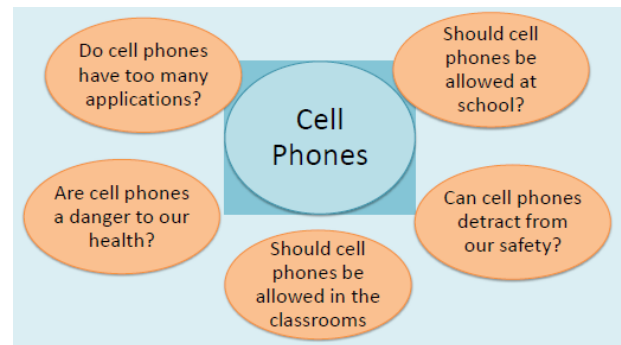 Do cell phones
have too many
applications?
Should cell
phones be
allowed at
school?
Cell
Phones
Are cell phones
a danger to our
health?
Can cell phones
detract from
our safety?
Should cell
phones be
allowed in the
classrooms